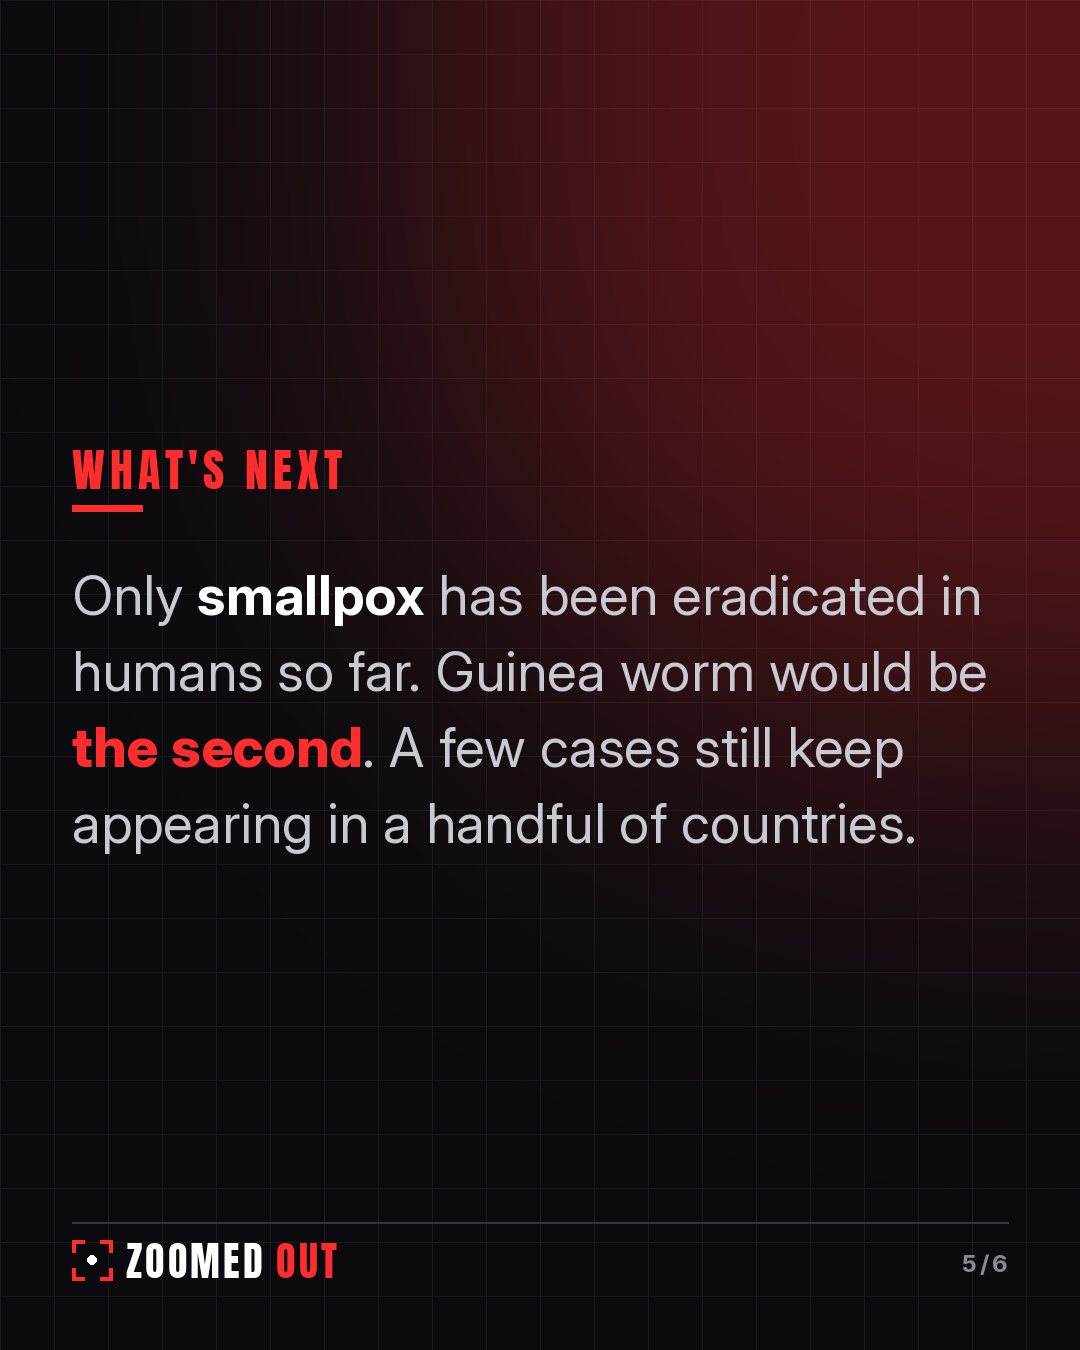 WHAT'S NEXT
Only smallpox has been eradicated in
humans so far. Guinea worm would be
the second. A few cases still keep
appearing in a handful of countries.
ZOOMED OUT
5/6